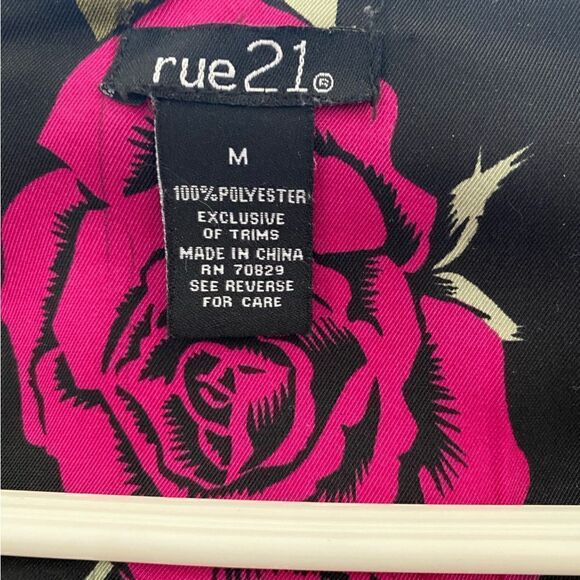 rue21®
M
100%POLYESTER
EXCLUSIVE
OF TRIMS
MADE IN CHINA
RN 70829
SEE REVERSE
FOR CARE